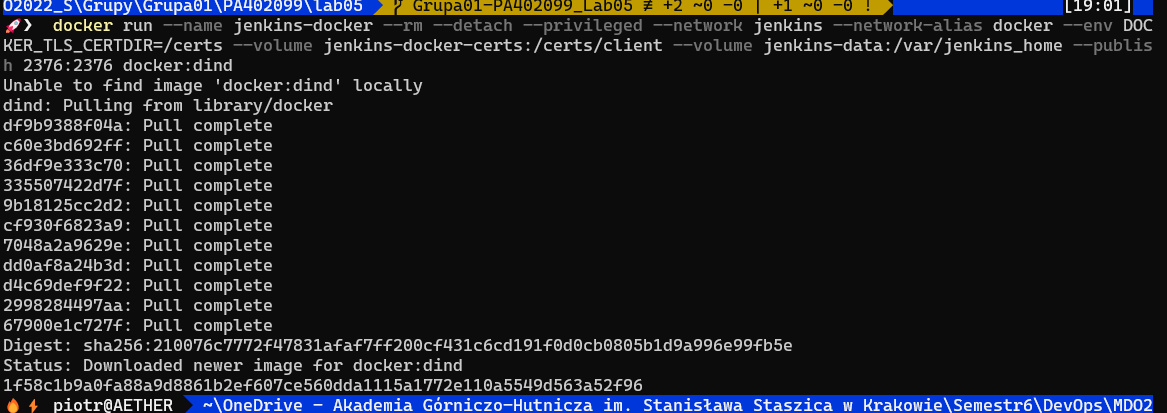 O2022_S\Grupy\Grupa01\PA402099\lab05 Grupa01-PA402099_Lab05 ≢ +2 ~0 -0 | +1 ~0 -0 ! [19:01]
🚀❯ docker run --name jenkins-docker --rm --detach --privileged --network jenkins --network-alias docker --env DOC
KER_TLS_CERTDIR=/certs --volume jenkins-docker-certs:/certs/client --volume jenkins-data:/var/jenkins_home --publis
h 2376:2376 docker:dind
Unable to find image 'docker:dind' locally
dind: Pulling from library/docker
df9b9388f04a: Pull complete
c60e3bd692ff: Pull complete
36df9e333c70: Pull complete
335507422d7f: Pull complete
9b18125cc2d2: Pull complete
cf930f6823a9: Pull complete
7048a2a9629e: Pull complete
dd0af8a24b3d: Pull complete
d4c69def9f22: Pull complete
2998284497aa: Pull complete
67900e1c727f: Pull complete
Digest: sha256:210076c7772f47831afaf7ff200cf431c6cd191f0d0cb0805b1d9a996e99fb5e
Status: Downloaded newer image for docker:dind
1f58c1b9a0fa88a9d8861b2ef607ce560dda1115a1772e110a5549d563a52f96
🔥⚡ piotr@AETHER ~\OneDrive - Akademia Górniczo-Hutnicza im. Stanisława Staszica w Krakowie\Semestr6\DevOps\MDO2